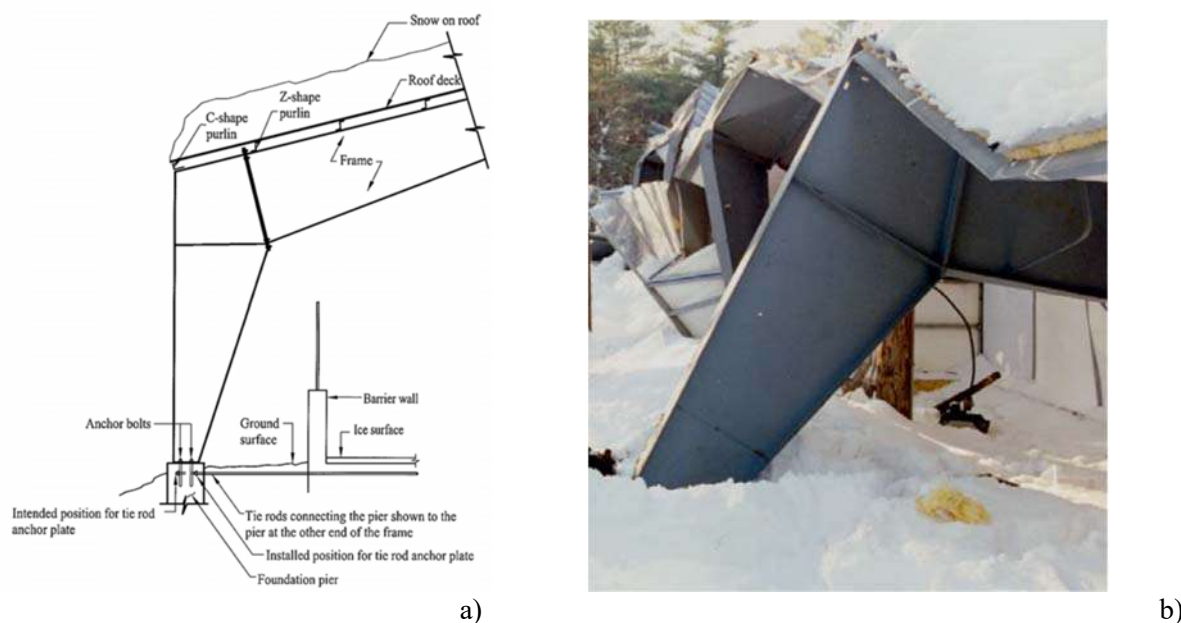 Snow on roof
Roof deck
Z-shape
purlin
C-shape
purlin
Frame
Barrier wall
Anchor bolts
Ground
surface
Ice surface
Intended position for tie rod
anchor plate
Tie rods connecting the pier shown to the
pier at the other end of the frame
Installed position for tie rod anchor plate
Foundation pier
a)
b)